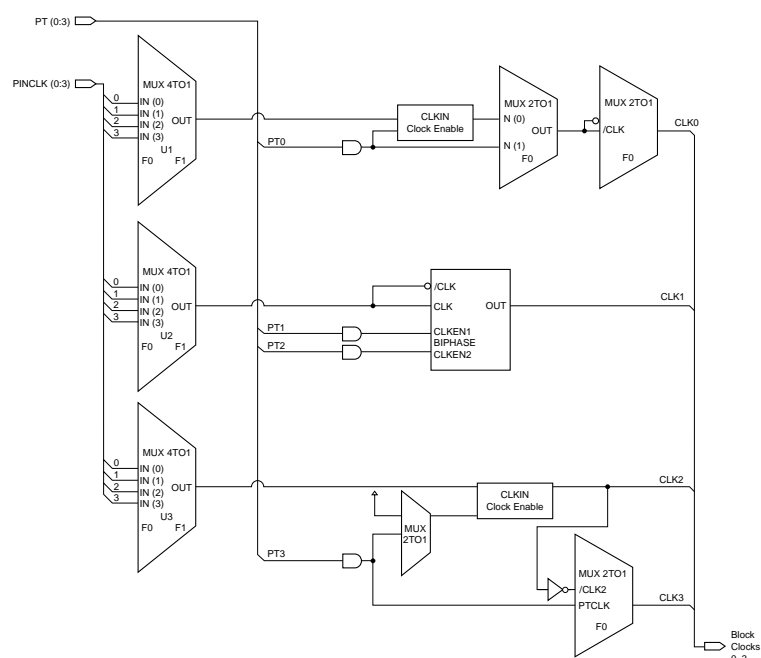 PT (0:3)
PINCLK (0:3)
MUX 4TO1
0 IN (0)
1 IN (1)
2 IN (2)
3 IN (3)
OUT
U1
F0 F1
PT0
CLKIN
Clock Enable
MUX 2TO1
N (0)
OUT
N (1)
F0
MUX 2TO1
/CLK
F0
CLK0
MUX 4TO1
0 IN (0)
1 IN (1)
2 IN (2)
3 IN (3)
OUT
U2
F0 F1
PT1
PT2
/CLK
CLK OUT
CLKEN1
BIPHASE
CLKEN2
CLK1
MUX 4TO1
0 IN (0)
1 IN (1)
2 IN (2)
3 IN (3)
OUT
U3
F0 F1
PT3
MUX
2TO1
CLKIN
Clock Enable
CLK2
MUX 2TO1
/CLK2
PTCLK
F0
CLK3
Block
Clocks